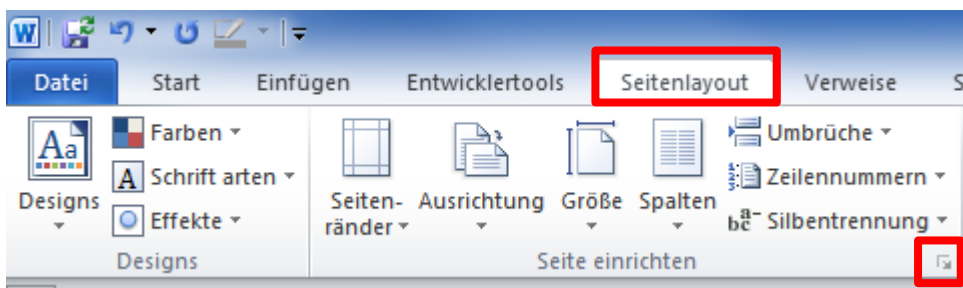 W
Datei Start Einfügen Entwicklertools Seitenlayout Verweise S
Aa Farben Umbrüche
A Schrift arten Zeilennummern
Designs Seiten- Ausrichtung Größe Spalten
ränder
Effekte Silbentrennung
Designs Seite einrichten